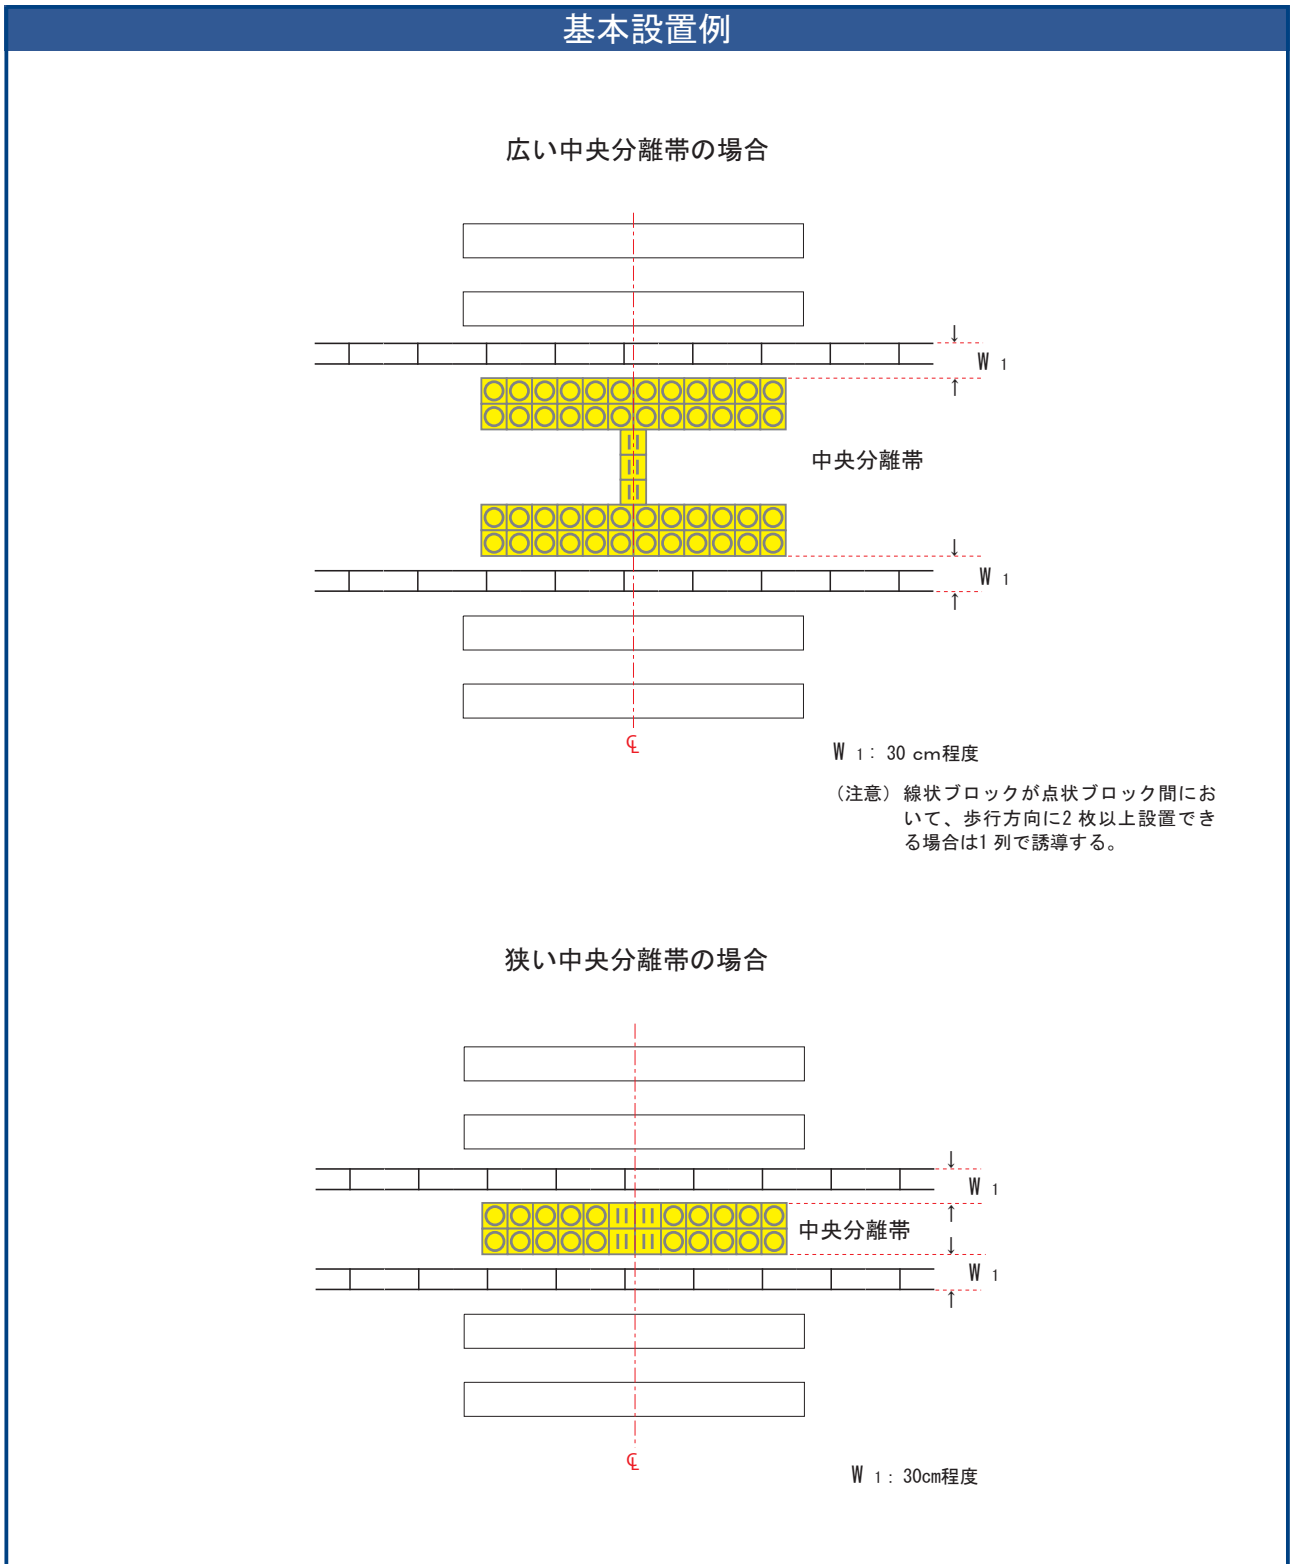 基本設置例
広い中央分離帯の場合
W 1
中央分離帯
W 1
℄
W 1: 30 cm程度
(注意) 線状ブロックが点状ブロック間にお
いて、歩行方向に2 枚以上設置でき
る場合は1 列で誘導する。
狭い中央分離帯の場合
W 1
中央分離帯
W 1
℄
W 1: 30cm程度